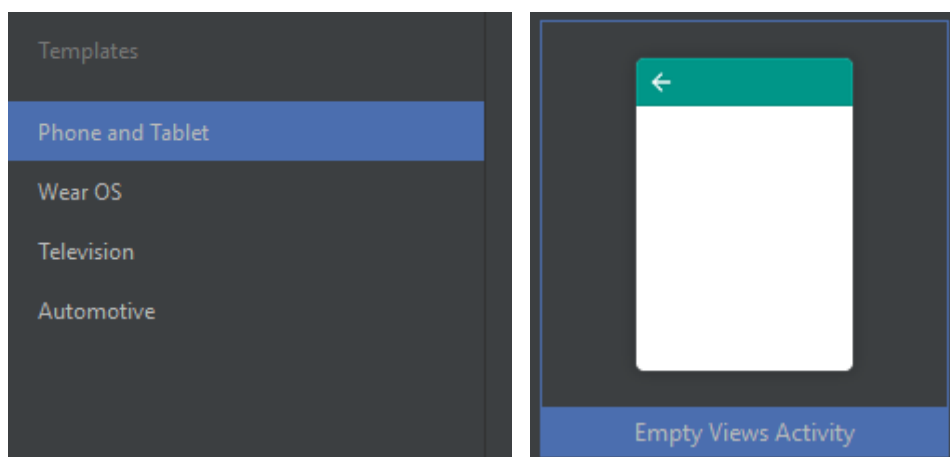 Templates
Phone and Tablet
Wear OS
Television
Automotive
Empty Views Activity